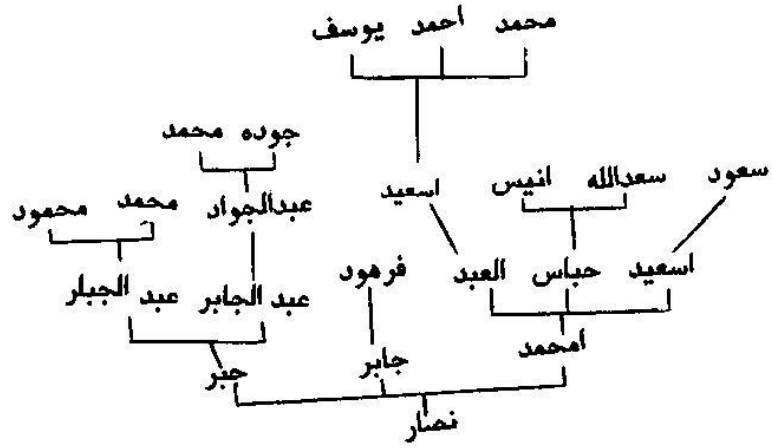 محمد احمد يوسف
جوده محمد
سعود سعدالله انيس اسعيد عبدالجواد محمد محمود
اسعيد حباس العبد فرهود عبد الجابر عبد الجبلر
امحمد جابر جبر
نصار